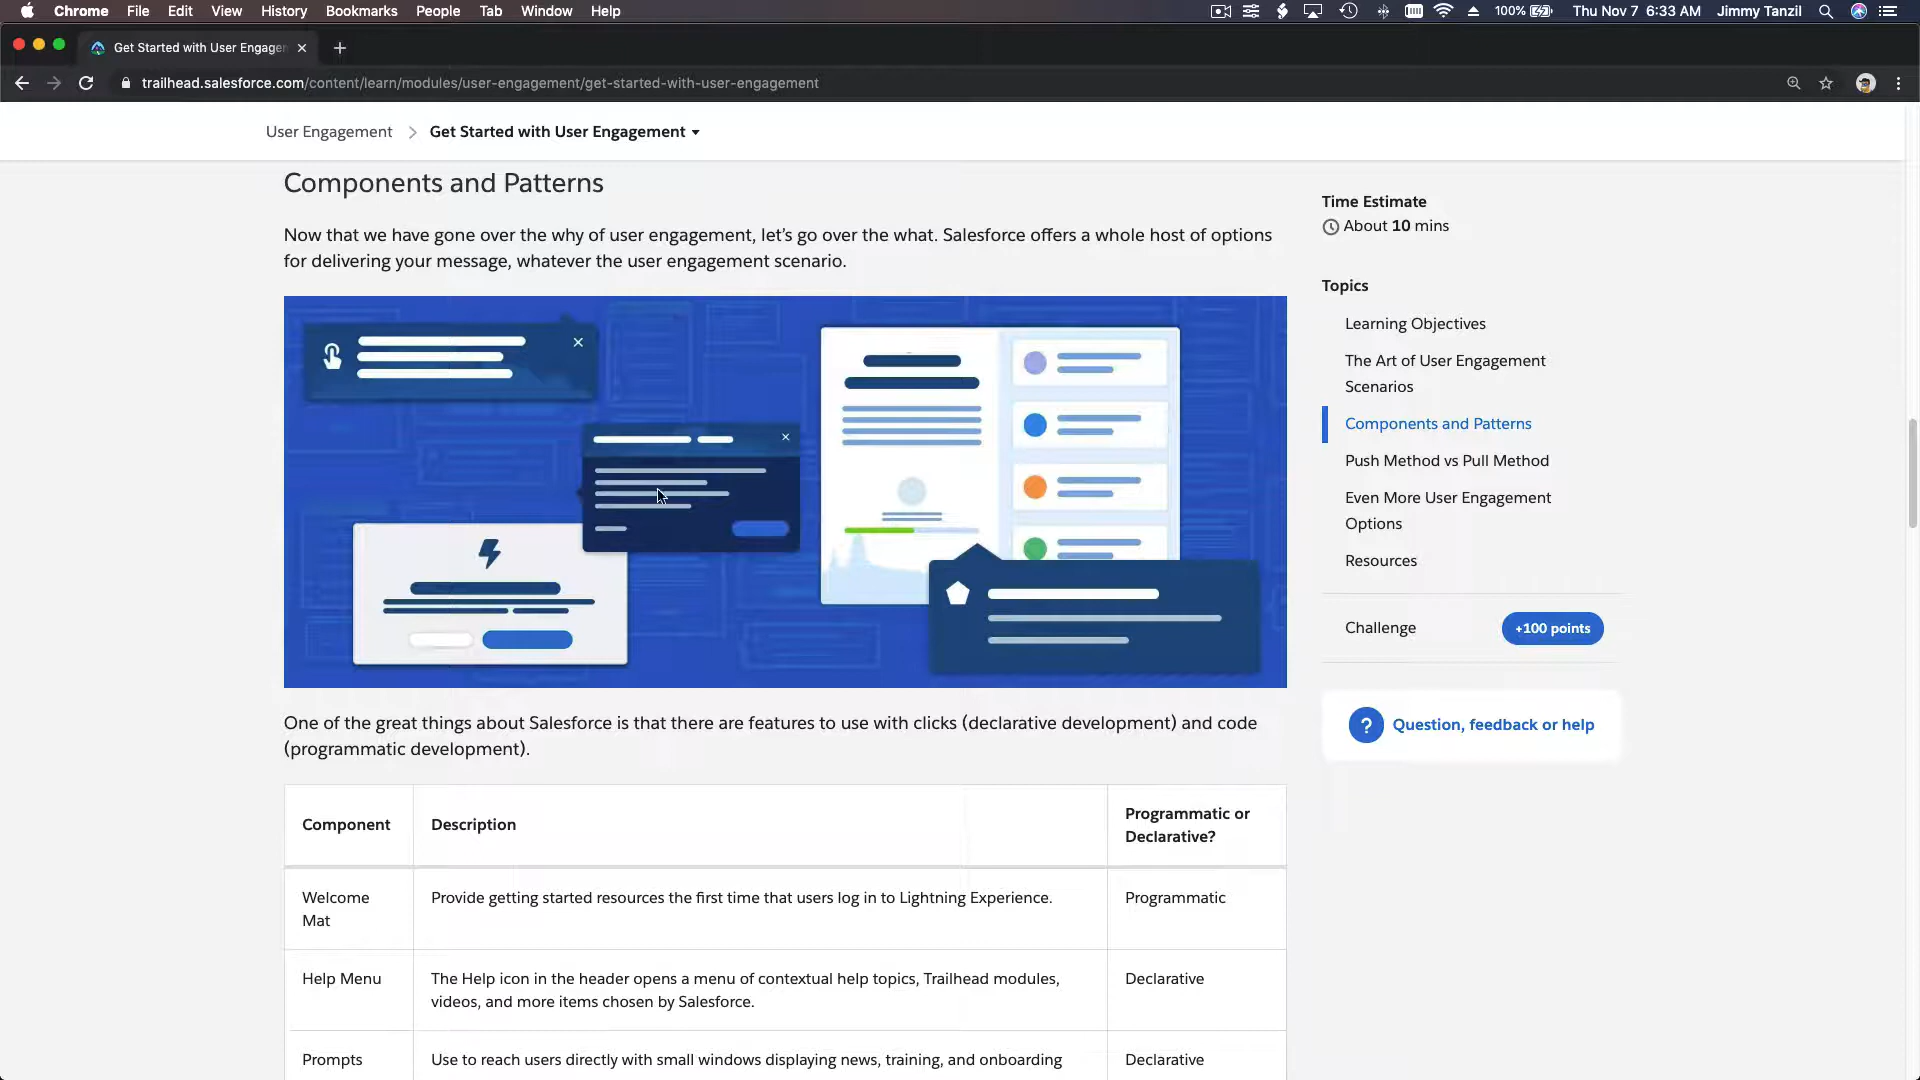 Chrome File Edit View History Bookmarks People Tab Window Help 100% Thu Nov 7 6:33 AM Jimmy Tanzil
Get Started with User Engagem
trailhead.salesforce.com/content/learn/modules/user-engagement/get-started-with-user-engagement
User Engagement Get Started with User Engagement
Components and Patterns
Now that we have gone over the why of user engagement, let's go over the what. Salesforce offers a whole host of options
for delivering your message, whatever the user engagement scenario.
One of the great things about Salesforce is that there are features to use with clicks (declarative development) and code
(programmatic development).
Component Description Programmatic or
Declarative?
Welcome
Mat
Provide getting started resources the first time that users log in to Lightning Experience.
Programmatic
Help Menu
The Help icon in the header opens a menu of contextual help topics, Trailhead modules,
videos, and more items chosen by Salesforce.
Declarative
Prompts
Use to reach users directly with small windows displaying news, training, and onboarding
Declarative
Time Estimate
About 10 mins
Topics
Learning Objectives
The Art of User Engagement
Scenarios
Components and Patterns
Push Method vs Pull Method
Even More User Engagement
Options
Resources
Challenge +100 points
? Question, feedback or help